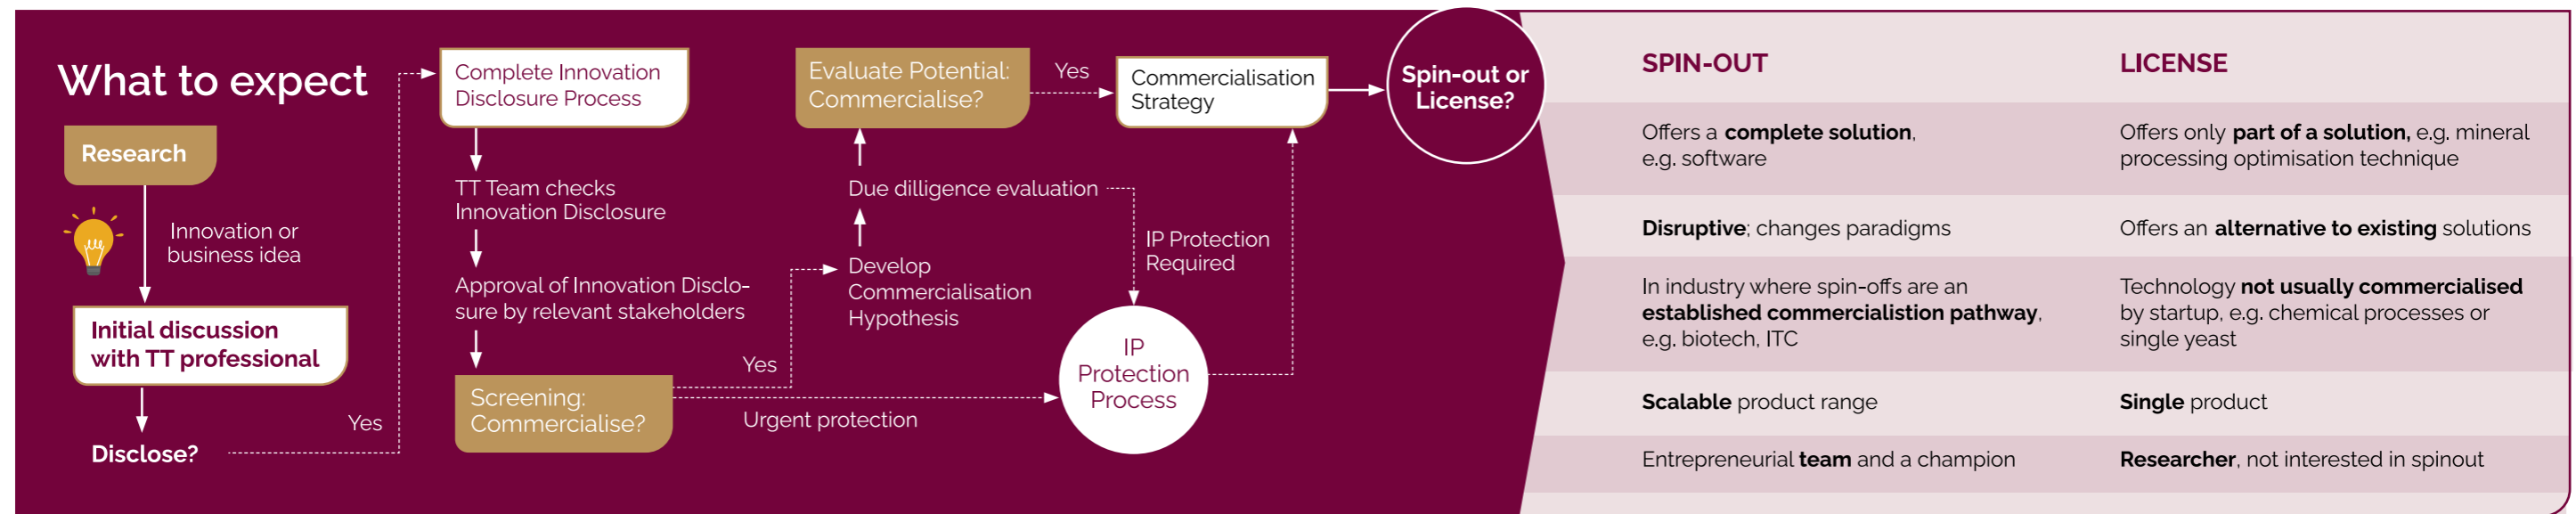 What to expect
Research
Innovation or
business idea
Initial discussion
with TT professional
Disclose?
Yes
Complete Innovation
Disclosure Process
TT Team checks
Innovation Disclosure
Approval of Innovation Disclo-
sure by relevant stakeholders
Screening:
Commercialise?
Yes
Urgent protection
Develop
Commercialisation
Hypothesis
Due dilligence evaluation
Evaluate Potential:
Commercialise?
Yes
IP Protection
Required
IP
Protection
Process
Commercialisation
Strategy
Spin-out or
License?
SPIN-OUT
LICENSE
Offers a complete solution,
e.g. software
Offers only part of a solution, e.g. mineral
processing optimisation technique
Disruptive; changes paradigms
Offers an alternative to existing solutions
In industry where spin-offs are an
established commercialistion pathway,
e.g. biotech, ITC
Technology not usually commercialised
by startup, e.g. chemical processes or
single yeast
Scalable product range
Single product
Entrepreneurial team and a champion
Researcher, not interested in spinout